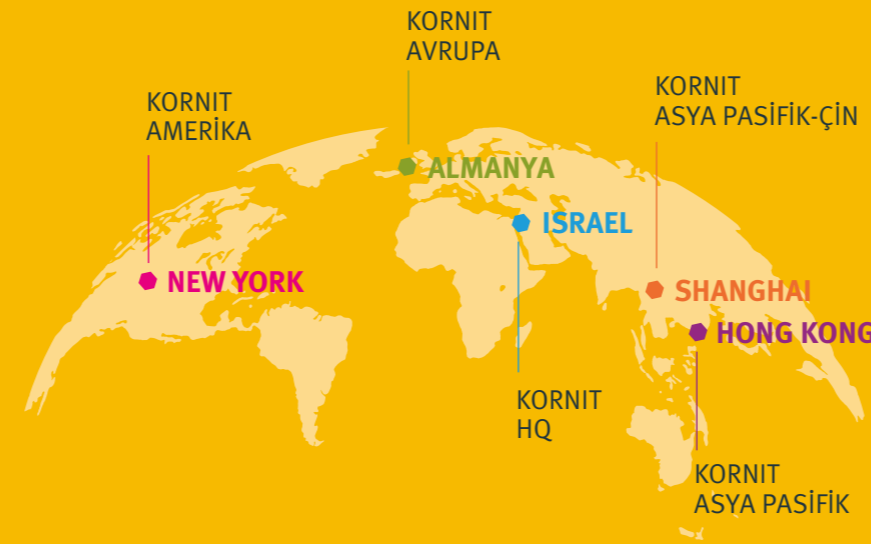 KORNIT
AVRUPA
KORNIT
AMERİKA
KORNIT
ASYA PASİFİK-ÇİN
ALMANYA
ISRAEL
NEW YORK
SHANGHAI
HONG KONG
KORNIT
HQ
KORNIT
ASYA PASİFİK